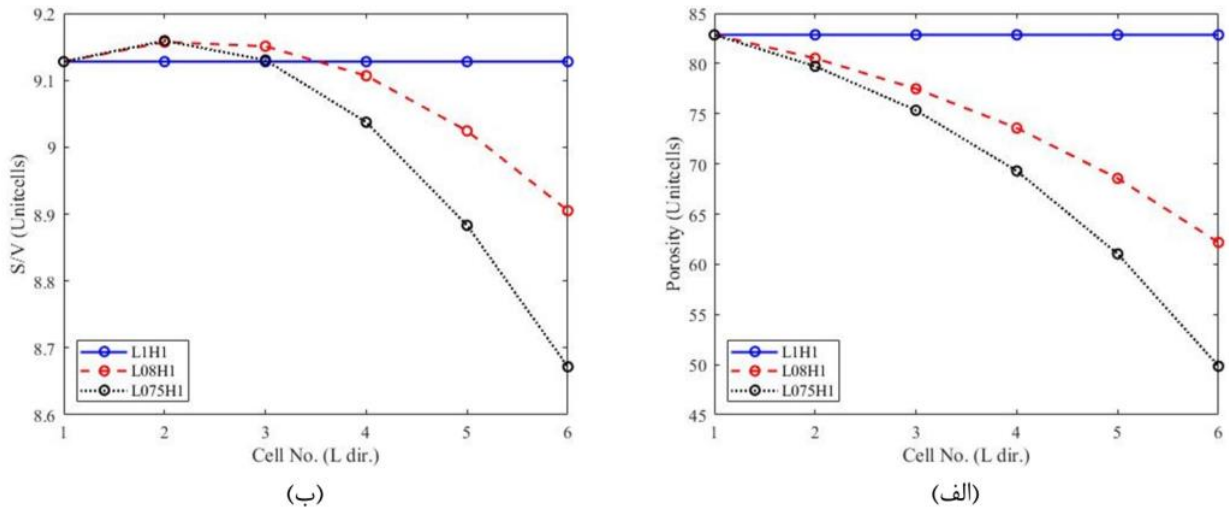 9.2
9.1
9
8.9
8.8
8.7
8.6
S/V (Unitcells)
L1H1
L08H1
L075H1
1 2 3 4 5 6
Cell No. (L dir.)
(ب)
85
80
75
70
65
60
55
50
45
Porosity (Unitcells)
L1H1
L08H1
L075H1
1 2 3 4 5 6
Cell No. (L dir.)
(الف)